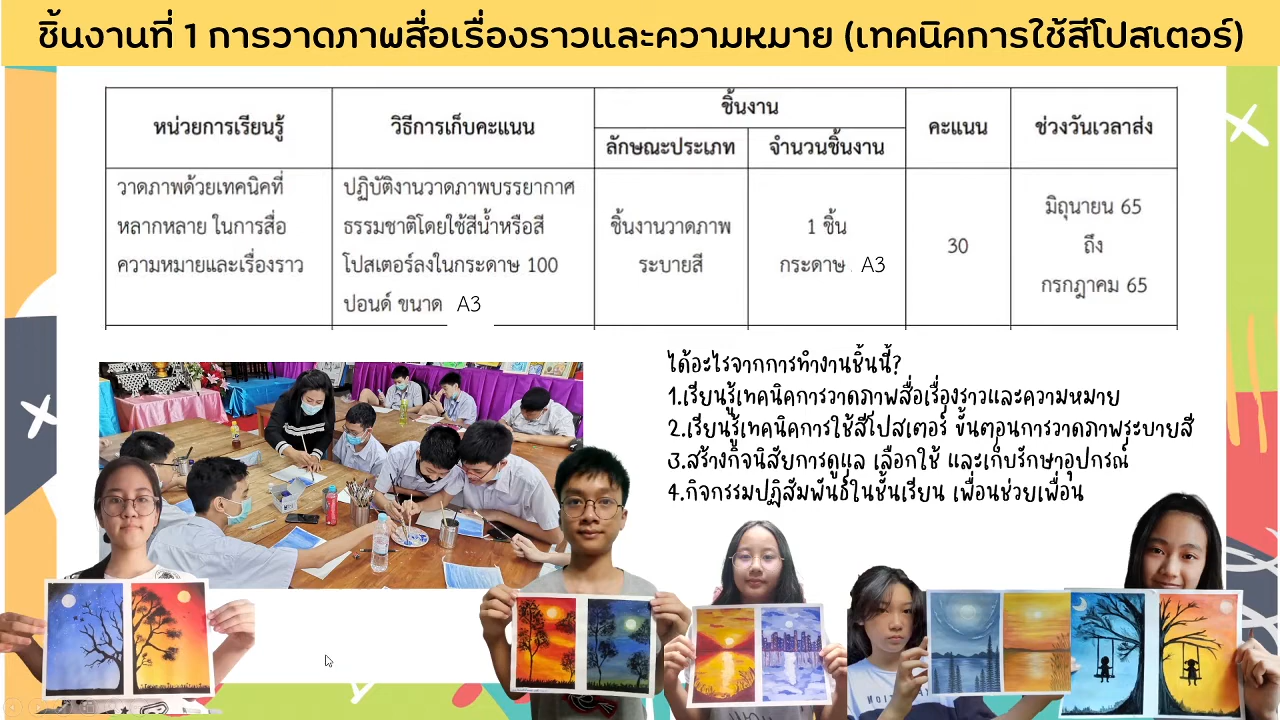 ชิ้นงานที่ 1 การวาดภาพสื่อเรื่องราวและความหมาย (เทคนิคการใช้สีโปสเตอร์)
หน่วยการเรียนรู้
วิธีการเก็บคะแนน
ชิ้นงาน
ลักษณะประเภท
จำนวนชิ้นงาน
คะแนน
ช่วงวันเวลาส่ง
วาดภาพด้วยเทคนิคที่
หลากหลาย ในการสื่อ
ความหมายและเรื่องราว
ปฏิบัติงานวาดภาพบรรยากาศ
ธรรมชาติโดยใช้สีน้ำหรือสี
โปสเตอร์ลงในกระดาษ 100
ปอนด์ ขนาด A3
ชิ้นงานวาดภาพ
ระบายสี
1 ชิ้น
กระดาษ A3
30
มิถุนายน 65
ถึง
กรกฎาคม 65
ได้อะไรจากการทำงานชิ้นนี้?
1.เรียนรู้เทคนิคการวาดภาพสื่อเรื่องราวและความหมาย
2.เรียนรู้เทคนิคการใช้สีโปสเตอร์ ขั้นตอนการวาดภาพระบายสี
3.สร้างกิจนิสัยการดูแล เลือกใช้ และเก็บรักษาอุปกรณ์
4.กิจกรรมปฏิสัมพันธ์ในชั้นเรียน เพื่อนช่วยเพื่อน